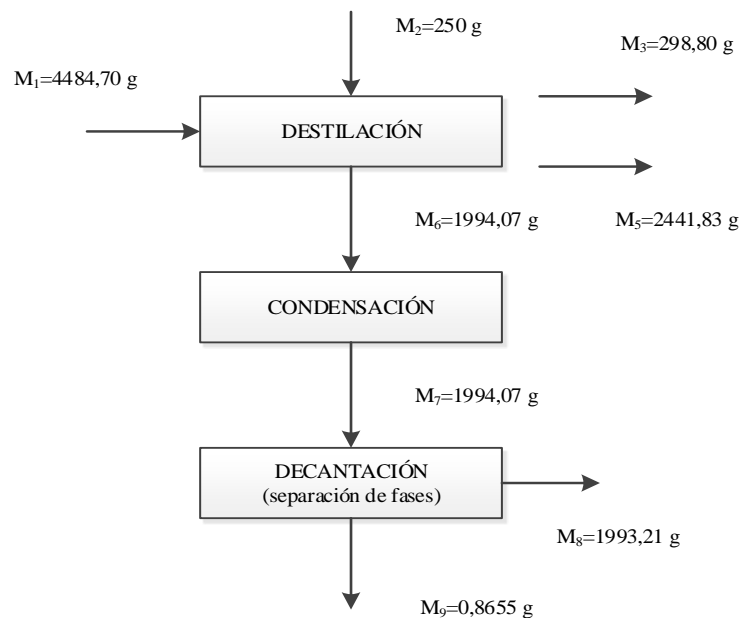 M₂=250 g
M₃=298,80 g
M₁=4484,70 g
DESTILACIÓN
M₆=1994,07 g
M₅=2441,83 g
CONDENSACIÓN
M₇=1994,07 g
DECANTACIÓN
(separación de fases)
M₈=1993,21 g
M₉=0,8655 g